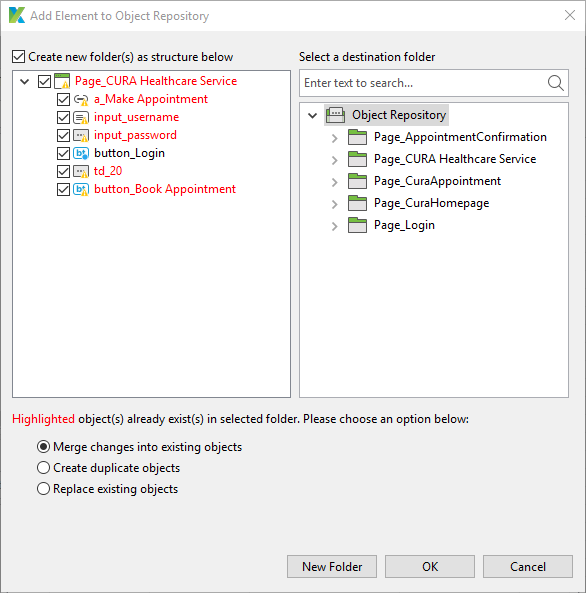 Add Element to Object Repository
Create new folder(s) as structure below
Page_CURA Healthcare Service
a_Make Appointment
input_username
input_password
button_Login
td_20
button_Book Appointment
Select a destination folder
Enter text to search...
Object Repository
Page_AppointmentConfirmation
Page_CURA Healthcare Service
Page_CuraAppointment
Page_CuraHomepage
Page_Login
Highlighted object(s) already exist(s) in selected folder. Please choose an option below:
Merge changes into existing objects
Create duplicate objects
Replace existing objects
New Folder
OK
Cancel